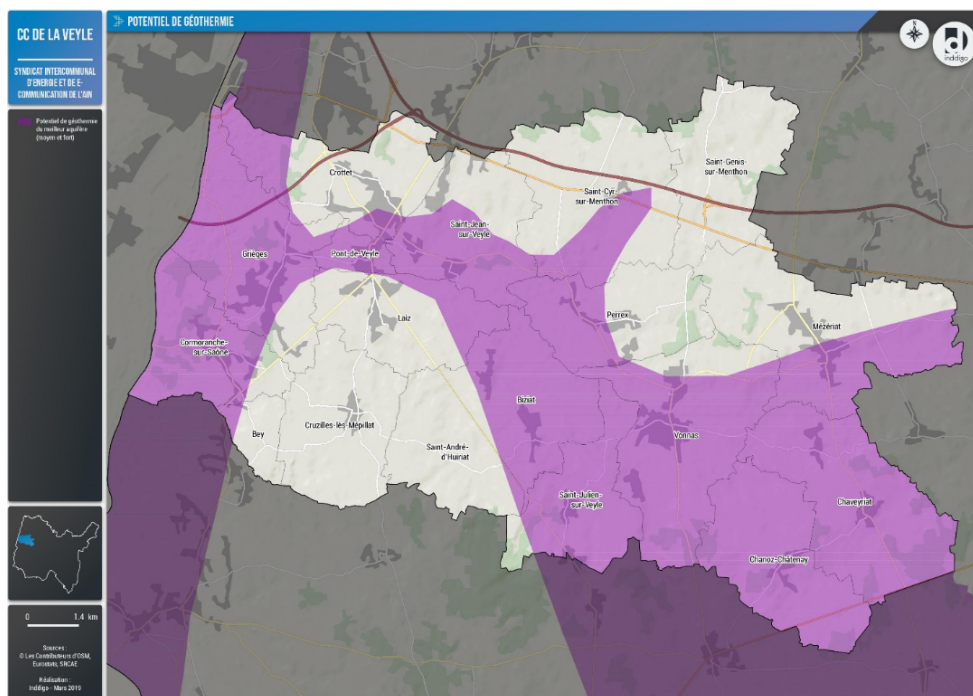 CC DE LA VEYLE
SYNDICAT INTERCOMMUNAL
D'ENERGIE ET DE E-
COMMUNICATION DE L'AIN
Potentiel de géothermie
du meilleur aquifère
(moyen et fort)
0 1.4 km
Sources :
© Les Contributeurs d'OSM,
Eurostats, SRCAE
Réalisation :
Inddigo - Mars 2019
POTENTIEL DE GÉOTHERMIE
N
inddigo
Saint-Genis-
sur-Menthon
Crottet
Saint-Cyr-
sur-Menthon
Saint-Jean-
sur-Veyle
Grièges
Pont-de-Veyle
Laiz
Perrex
Mézériat
Cormoranche-
sur-Saône
Biziat
Cruzilles-lès-Mépillat
Bey
Vonnas
Saint-André-
d'Huiriat
Saint-Julien-
sur-Veyle
Chaveyriat
Chanoz-Châtenay